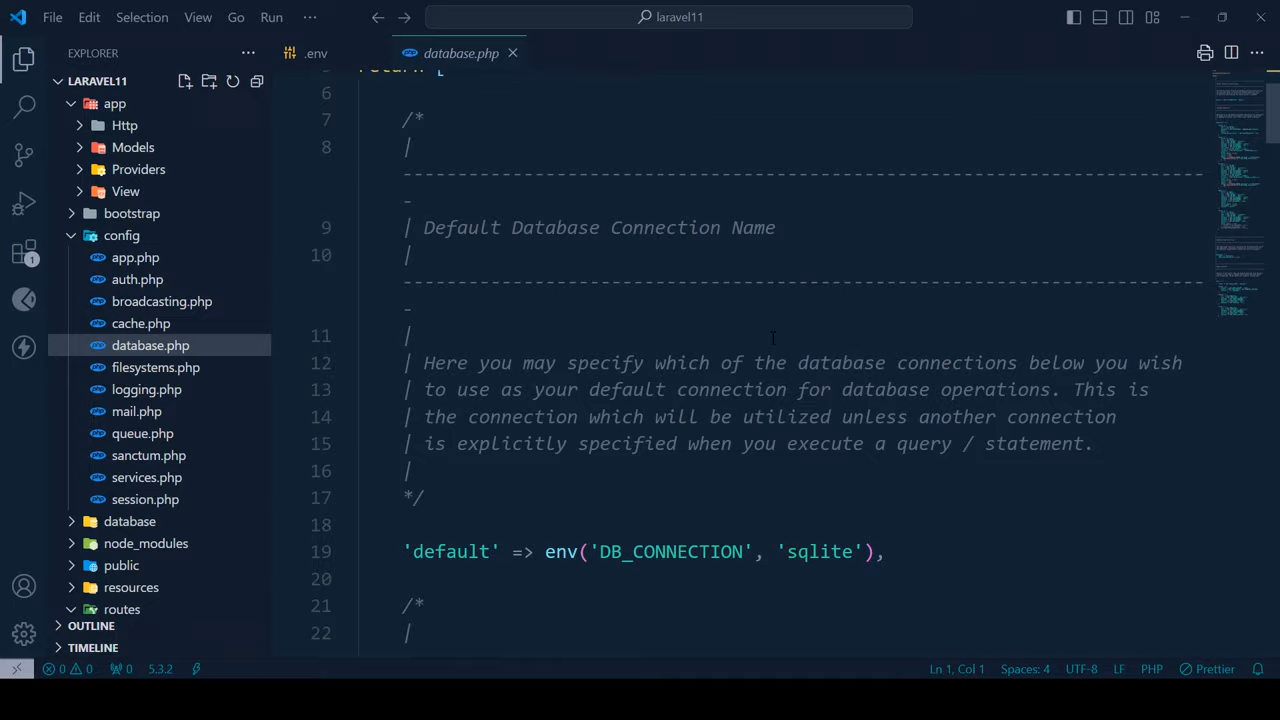 File Edit Selection View Go Run ··· laravel11
EXPLORER ···
.env
database.php
LARAVEL11
app
Http
Models
Providers
View
bootstrap
config
app.php
auth.php
broadcasting.php
cache.php
database.php
filesystems.php
logging.php
mail.php
queue.php
sanctum.php
services.php
session.php
database
node_modules
public
resources
routes
OUTLINE
TIMELINE
1
return [
6
7 /*
8 |
--------------------------------------------------------------------------
-
9 | Default Database Connection Name
10 |
--------------------------------------------------------------------------
-
11 |
12 | Here you may specify which of the database connections below you wish
13 | to use as your default connection for database operations. This is
14 | the connection which will be utilized unless another connection
15 | is explicitly specified when you execute a query / statement.
16 |
17 */
18
19 'default' => env('DB_CONNECTION', 'sqlite'),
20
21 /*
22 |
0 0 0 5.3.2 Ln 1, Col 1 Spaces: 4 UTF-8 LF PHP Prettier